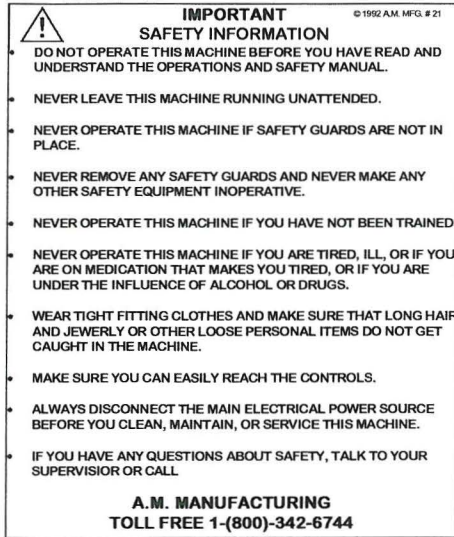 IMPORTANT
© 1992 A.M. MFG. # 21
SAFETY INFORMATION
• DO NOT OPERATE THIS MACHINE BEFORE YOU HAVE READ AND
UNDERSTAND THE OPERATIONS AND SAFETY MANUAL.
• NEVER LEAVE THIS MACHINE RUNNING UNATTENDED.
• NEVER OPERATE THIS MACHINE IF SAFETY GUARDS ARE NOT IN
PLACE.
• NEVER REMOVE ANY SAFETY GUARDS AND NEVER MAKE ANY
OTHER SAFETY EQUIPMENT INOPERATIVE.
• NEVER OPERATE THIS MACHINE IF YOU HAVE NOT BEEN TRAINED
• NEVER OPERATE THIS MACHINE IF YOU ARE TIRED, ILL, OR IF YOU
ARE ON MEDICATION THAT MAKES YOU TIRED, OR IF YOU ARE
UNDER THE INFLUENCE OF ALCOHOL OR DRUGS.
• WEAR TIGHT FITTING CLOTHES AND MAKE SURE THAT LONG HAIR
AND JEWERLY OR OTHER LOOSE PERSONAL ITEMS DO NOT GET
CAUGHT IN THE MACHINE.
• MAKE SURE YOU CAN EASILY REACH THE CONTROLS.
• ALWAYS DISCONNECT THE MAIN ELECTRICAL POWER SOURCE
BEFORE YOU CLEAN, MAINTAIN, OR SERVICE THIS MACHINE.
• IF YOU HAVE ANY QUESTIONS ABOUT SAFETY, TALK TO YOUR
SUPERVISIOR OR CALL
A.M. MANUFACTURING
TOLL FREE 1-(800)-342-6744